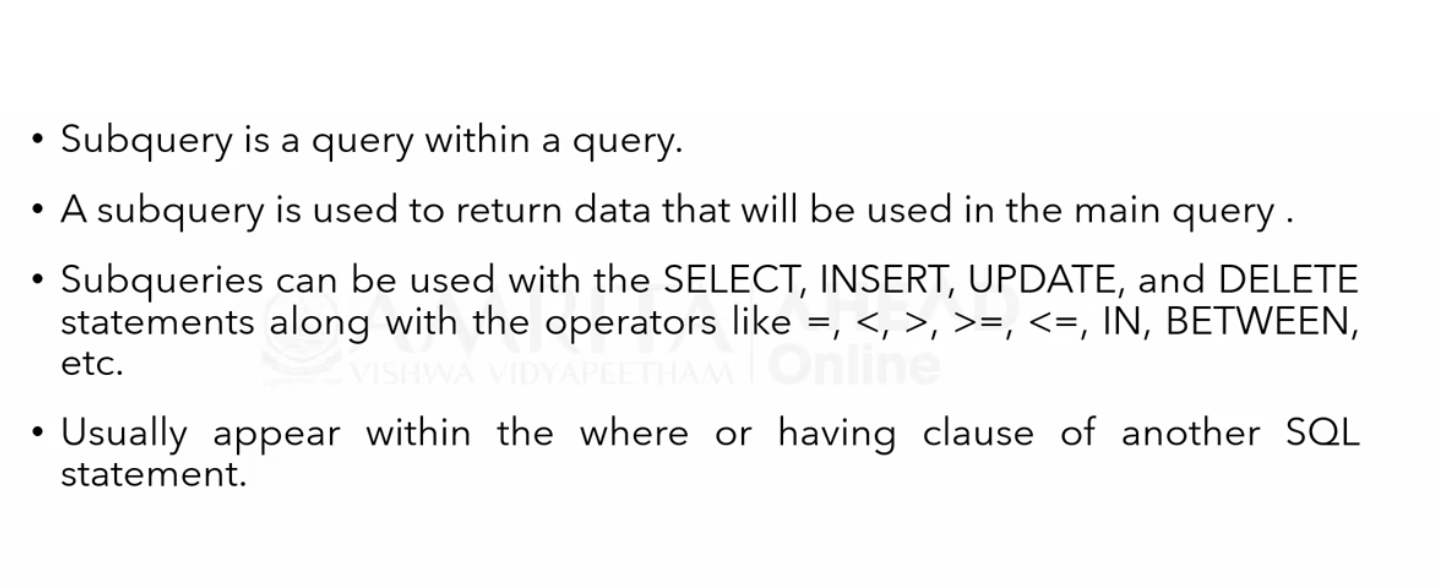 • Subquery is a query within a query.
• A subquery is used to return data that will be used in the main query .
• Subqueries can be used with the SELECT, INSERT, UPDATE, and DELETE
statements along with the operators like =, <, >, >=, <=, IN, BETWEEN,
etc.
AMRITA AHEAD
VISHWA VIDYAPEETHAM Online
• Usually appear within the where or having clause of another SQL
statement.